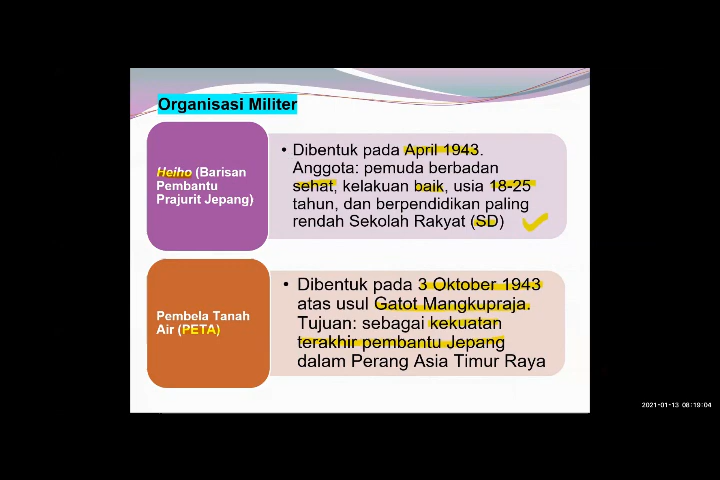 Organisasi Militer
Heiho (Barisan
Pembantu
Prajurit Jepang)
• Dibentuk pada April 1943.
Anggota: pemuda berbadan
sehat, kelakuan baik, usia 18-25
tahun, dan berpendidikan paling
rendah Sekolah Rakyat (SD)
Pembela Tanah
Air (PETA)
• Dibentuk pada 3 Oktober 1943
atas usul Gatot Mangkupraja.
Tujuan: sebagai kekuatan
terakhir pembantu Jepang
dalam Perang Asia Timur Raya
2021-01-13 08:19:04